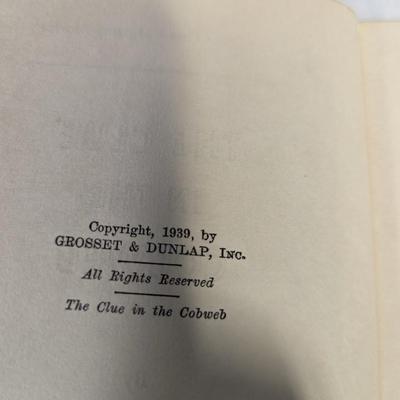 Copyright, 1939, by
GROSSET & DUNLAP, Inc.
All Rights Reserved
The Clue in the Cobweb